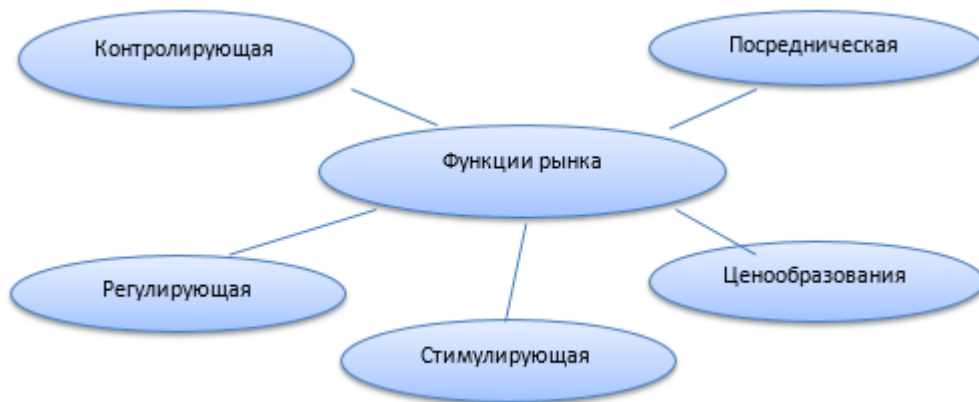 Контролирующая
Посредническая
Функции рынка
Регулирующая
Ценообразования
Стимулирующая